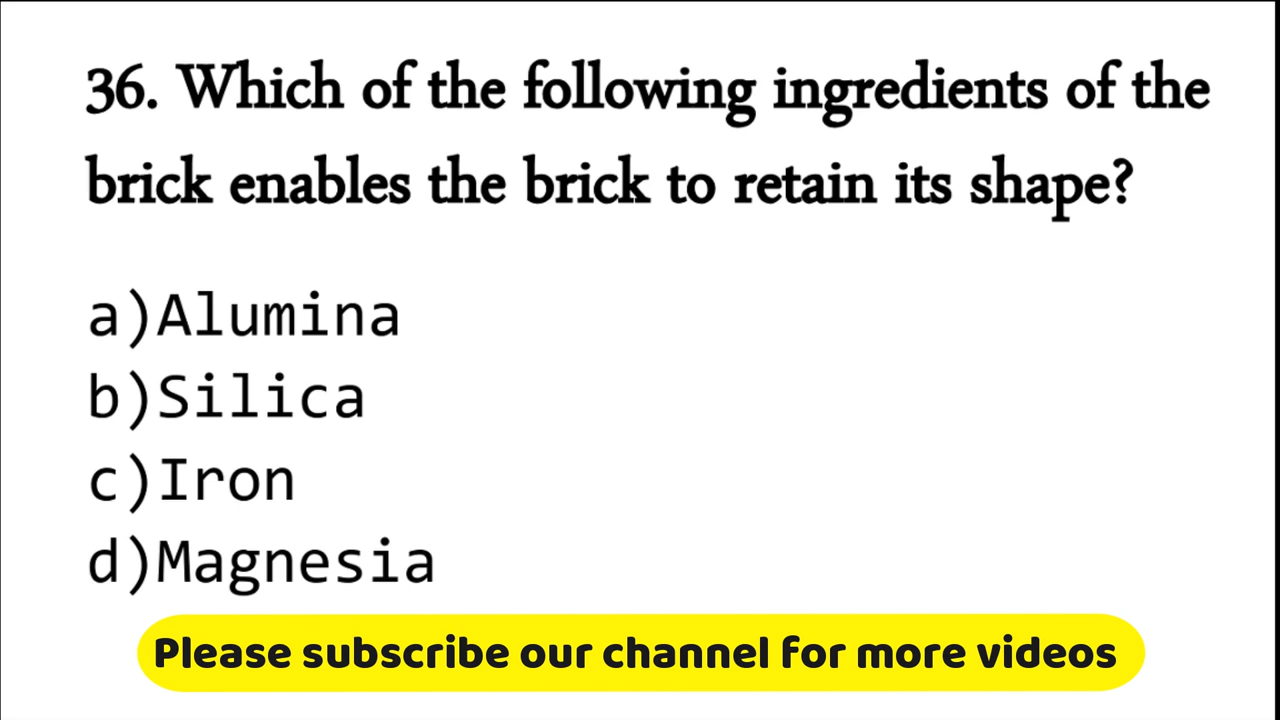 36. Which of the following ingredients of the
brick enables the brick to retain its shape?
a)Alumina
b)Silica
c)Iron
d)Magnesia
Please subscribe our channel for more videos